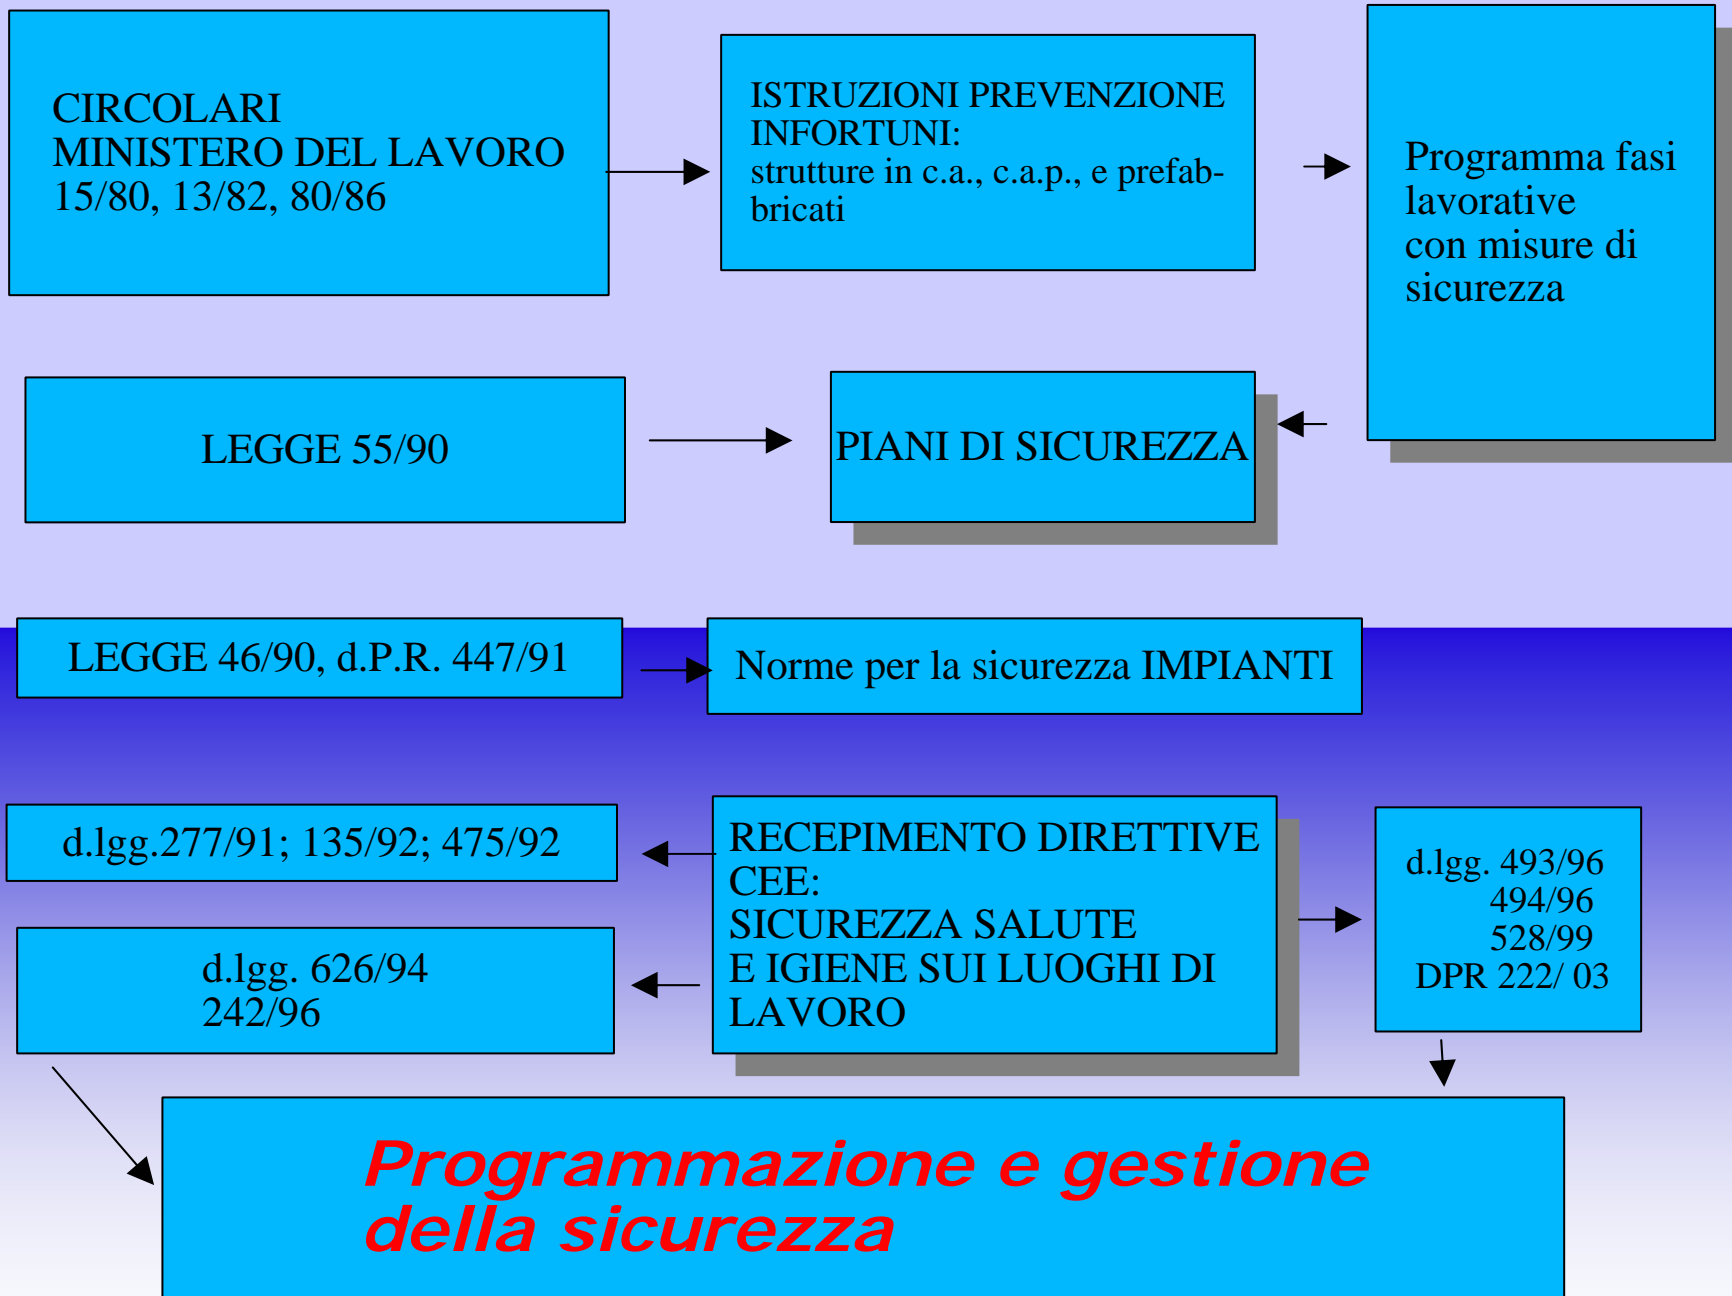 CIRCOLARI
MINISTERO DEL LAVORO
15/80, 13/82, 80/86
ISTRUZIONI PREVENZIONE
INFORTUNI:
strutture in c.a., c.a.p., e prefab-
bricati
Programma fasi
lavorative
con misure di
sicurezza
LEGGE 55/90
PIANI DI SICUREZZA
LEGGE 46/90, d.P.R. 447/91
Norme per la sicurezza IMPIANTI
d.lgg.277/91; 135/92; 475/92
RECEPIMENTO DIRETTIVE
CEE:
SICUREZZA SALUTE
E IGIENE SUI LUOGHI DI
LAVORO
d.lgg. 493/96
494/96
528/99
DPR 222/ 03
d.lgg. 626/94
242/96
Programmazione e gestione
della sicurezza